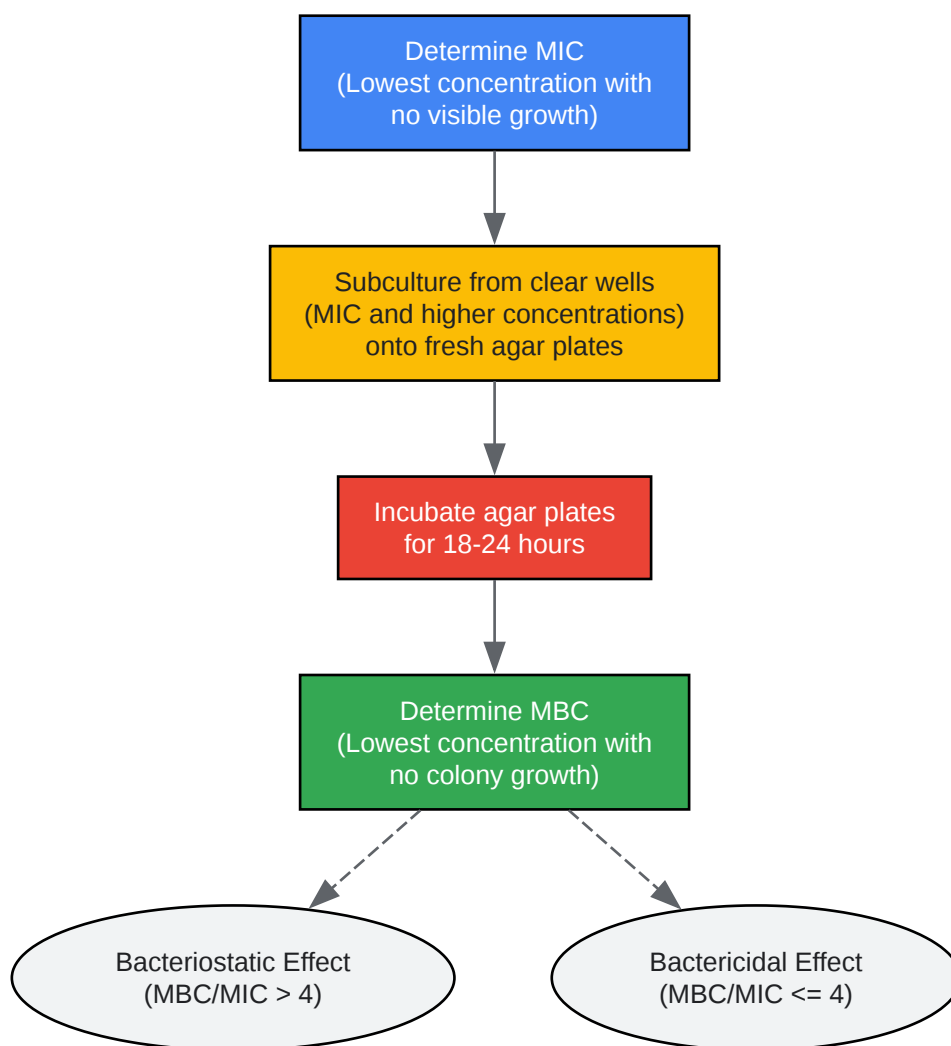 Determine MIC
(Lowest concentration with
no visible growth)
Subculture from clear wells
(MIC and higher concentrations)
onto fresh agar plates
Incubate agar plates
for 18-24 hours
Determine MBC
(Lowest concentration with
no colony growth)
Bacteriostatic Effect
(MBC/MIC > 4)
Bactericidal Effect
(MBC/MIC <= 4)